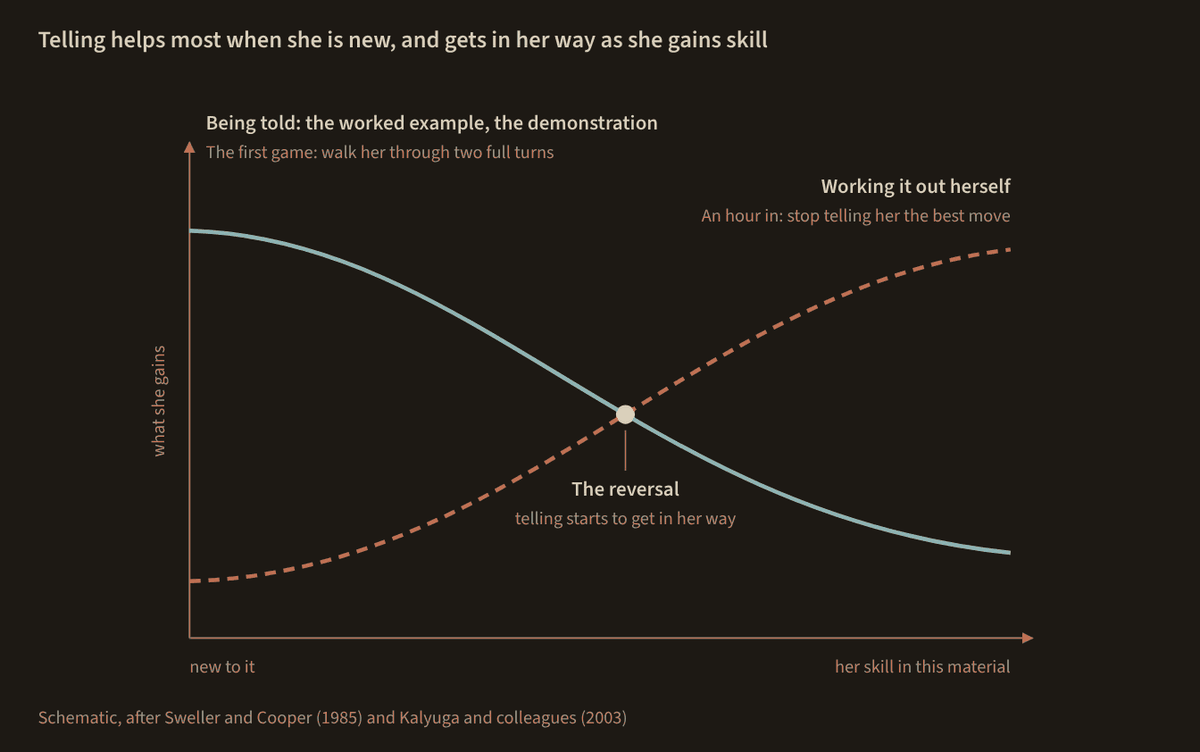 Telling helps most when she is new, and gets in her way as she gains skill
Being told: the worked example, the demonstration
The first game: walk her through two full turns
Working it out herself
An hour in: stop telling her the best move
what she gains
The reversal
telling starts to get in her way
new to it
her skill in this material
Schematic, after Sweller and Cooper (1985) and Kalyuga and colleagues (2003)